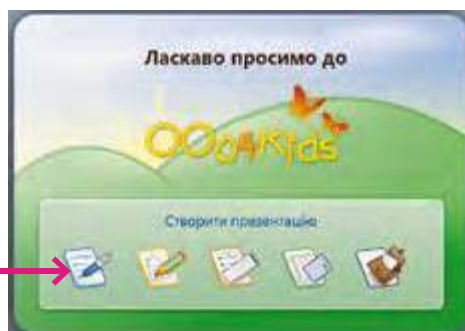 Ласкаво просимо до
OOo4Kids
Створити презентацію